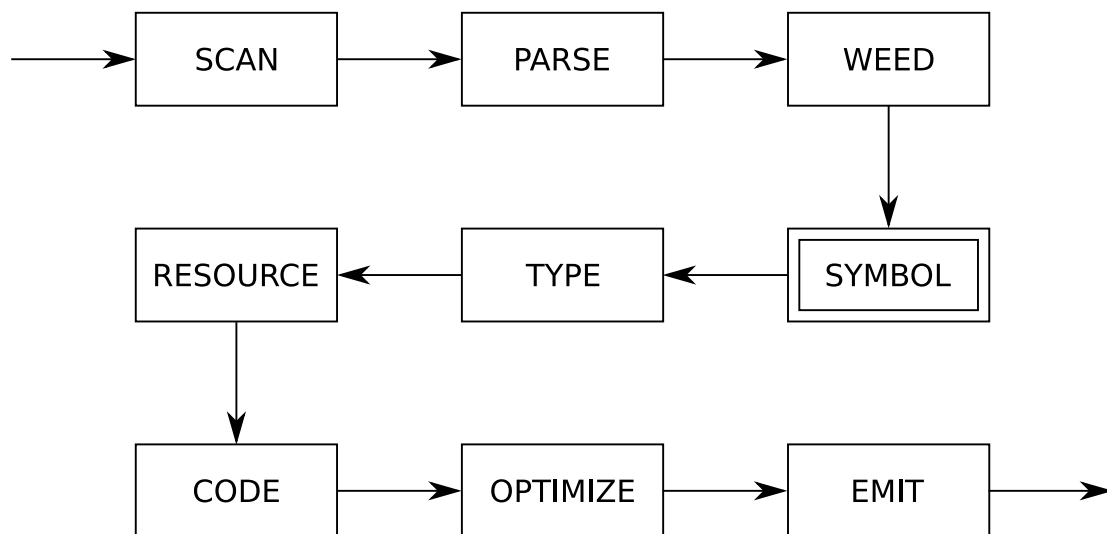 SCAN
PARSE
WEED
RESOURCE
TYPE
SYMBOL
CODE
OPTIMIZE
EMIT